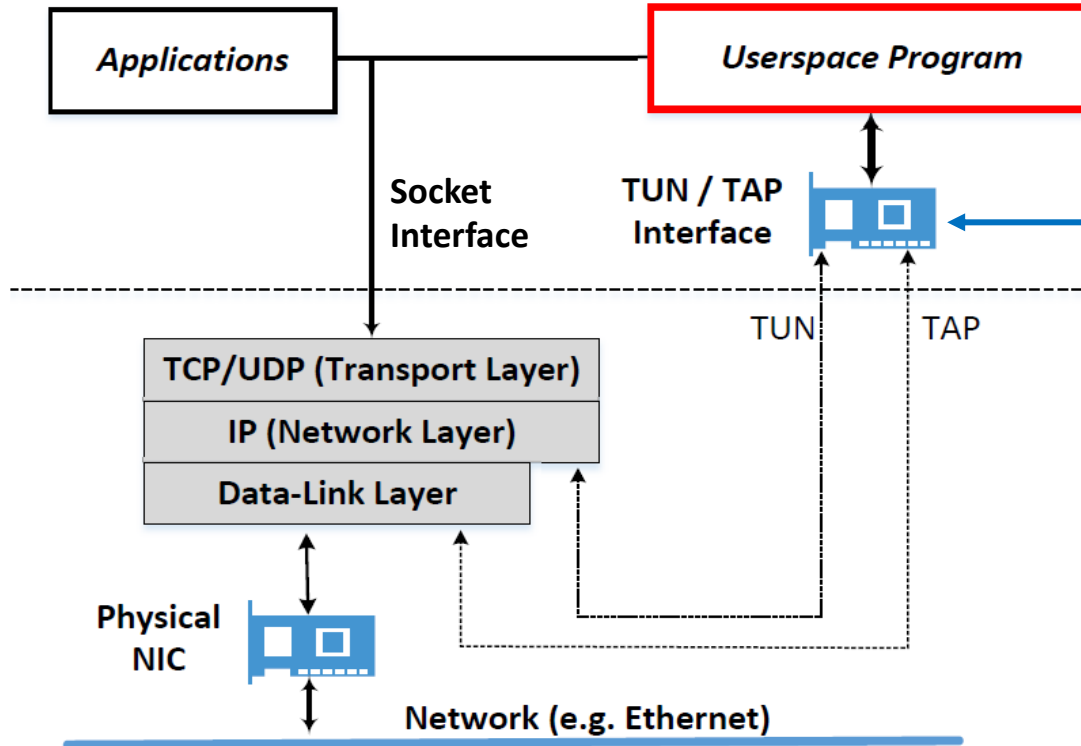 Applications
Userspace Program
Socket
Interface
TUN / TAP
Interface
TUN
TAP
TCP/UDP (Transport Layer)
IP (Network Layer)
Data-Link Layer
Physical
NIC
Network (e.g. Ethernet)